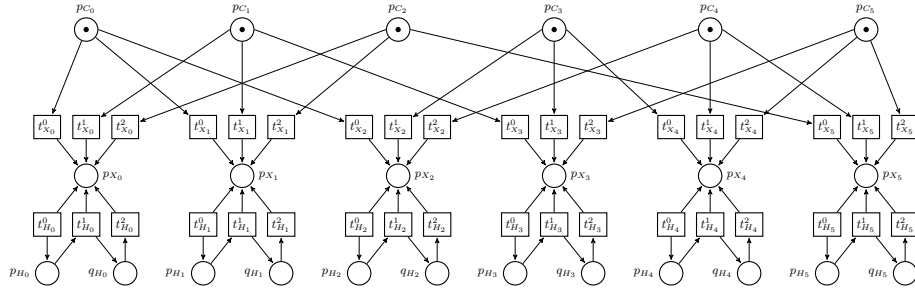 p_{C_0} p_{C_1} p_{C_2} p_{C_3} p_{C_4} p_{C_5}
t^0_{X_0} t^1_{X_0} t^2_{X_0} t^0_{X_1} t^1_{X_1} t^2_{X_1} t^0_{X_2} t^1_{X_2} t^2_{X_2} t^0_{X_3} t^1_{X_3} t^2_{X_3} t^0_{X_4} t^1_{X_4} t^2_{X_4} t^0_{X_5} t^1_{X_5} t^2_{X_5}
p_{X_0} p_{X_1} p_{X_2} p_{X_3} p_{X_4} p_{X_5}
t^0_{H_0} t^1_{H_0} t^2_{H_0} t^0_{H_1} t^1_{H_1} t^2_{H_1} t^0_{H_2} t^1_{H_2} t^2_{H_2} t^0_{H_3} t^1_{H_3} t^2_{H_3} t^0_{H_4} t^1_{H_4} t^2_{H_4} t^0_{H_5} t^1_{H_5} t^2_{H_5}
p_{H_0} q_{H_0} p_{H_1} q_{H_1} p_{H_2} q_{H_2} p_{H_3} q_{H_3} p_{H_4} q_{H_4} p_{H_5} q_{H_5}